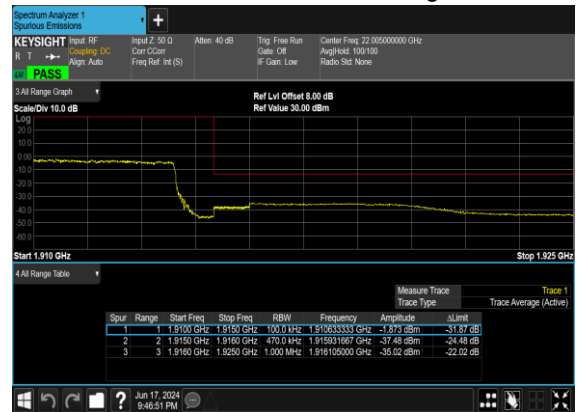 Spectrum Analyzer 1
Spurious Emissions
+
KEYSIGHT Input: RF Input Z: 50 Ω Atten: 40 dB Trig: Free Run Center Freq: 22.005000000 GHz
R T Coupling: DC Corr CCorr Gate: Off Avg|Hold: 100/100
Align: Auto Freq Ref: Int (S) IF Gain: Low Radio Std: None
PASS
3 All Range Graph
Ref Lvl Offset 8.00 dB
Scale/Div 10.0 dB Ref Value 30.00 dBm
Log
20.0
10.0
0.00
-10.0
-20.0
-30.0
-40.0
-50.0
-60.0
Start 1.910 GHz Stop 1.925 GHz
4 All Range Table
Measure Trace Trace 1
Trace Type Trace Average (Active)
Spur Range Start Freq Stop Freq RBW Frequency Amplitude ΔLimit
1 1 1.9100 GHz 1.9150 GHz 100.0 kHz 1.910633333 GHz -1.873 dBm -31.87 dB
2 2 1.9150 GHz 1.9160 GHz 470.0 kHz 1.915931667 GHz -37.48 dBm -24.48 dB
3 3 1.9160 GHz 1.9250 GHz 1.000 MHz 1.916105000 GHz -35.02 dBm -22.02 dB
? Jun 17, 2024
9:46:51 PM